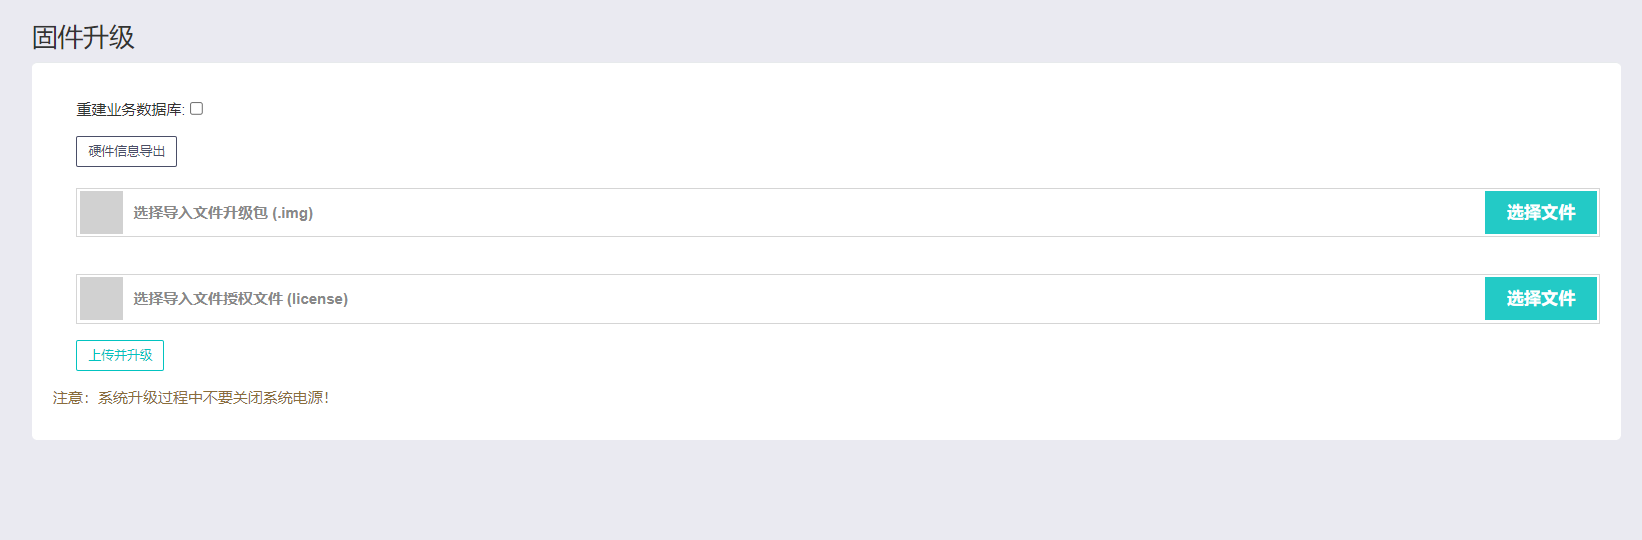 固件升级
重建业务数据库:
硬件信息导出
选择导入文件升级包 (.img) 选择文件
选择导入文件授权文件 (license) 选择文件
上传并升级
注意：系统升级过程中不要关闭系统电源！